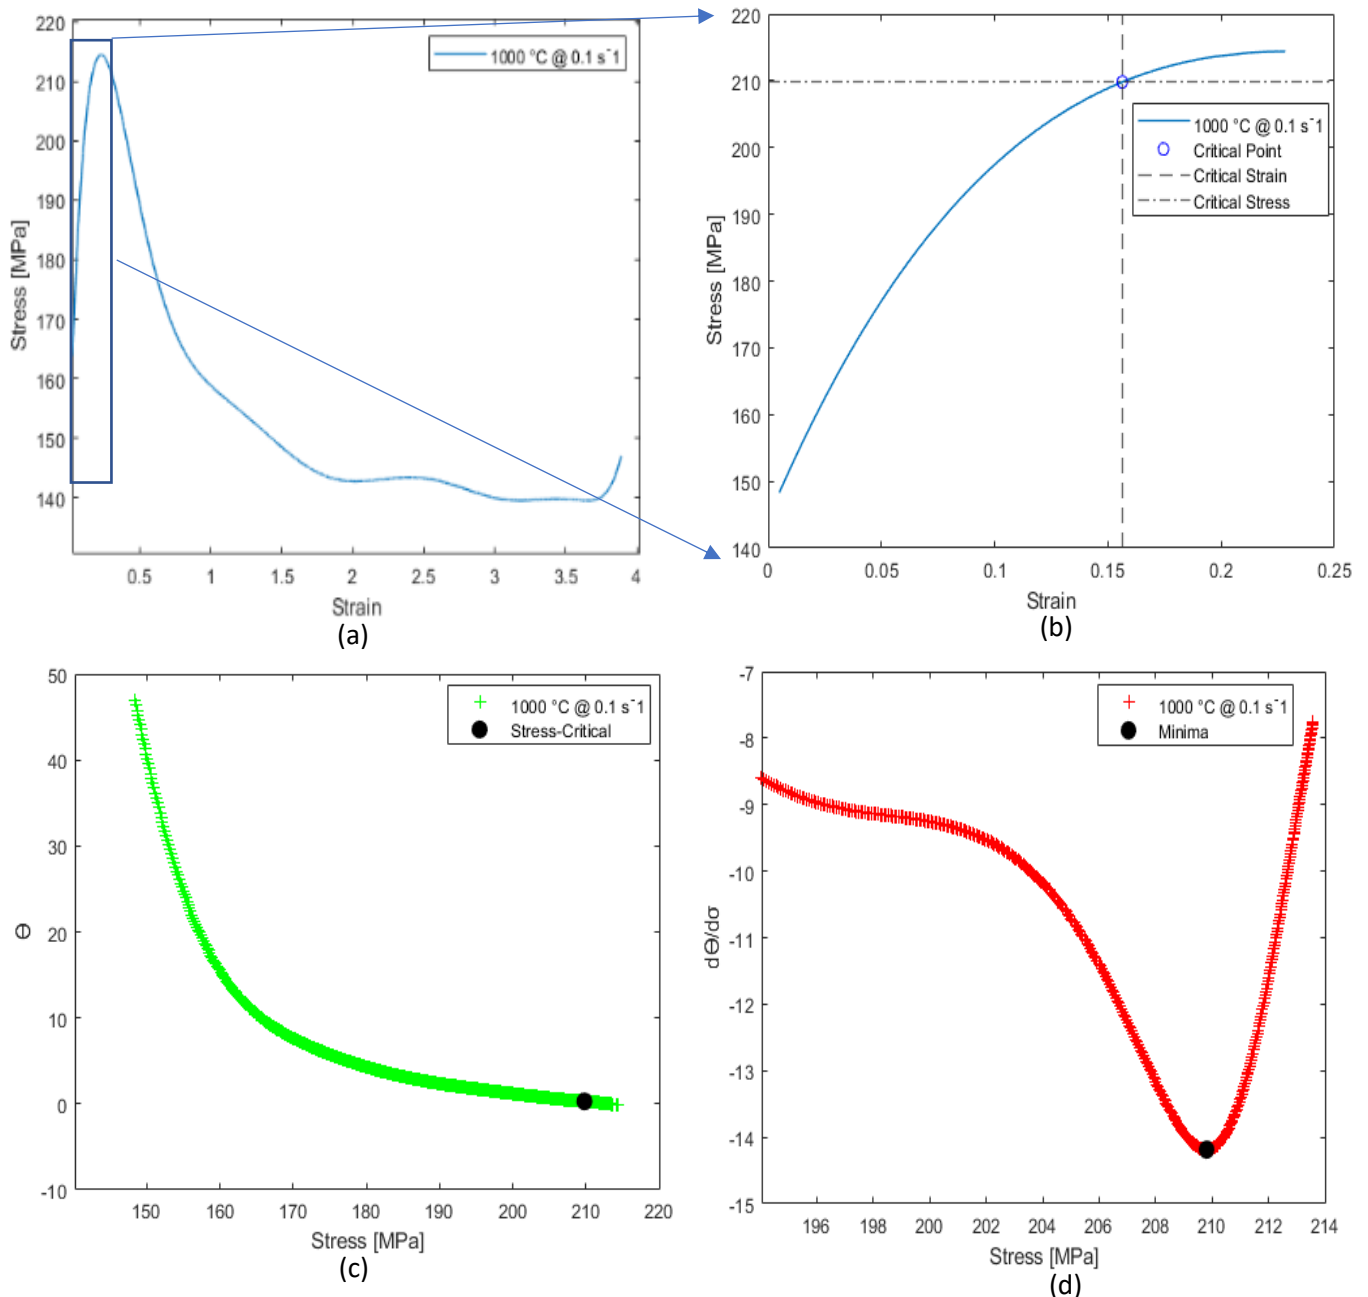 220
210
200
190
180
170
160
150
140
Stress [MPa]
1000 °C @ 0.1 s⁻1
0.5 1 1.5 2 2.5 3 3.5 4
Strain
(a)
220
210
200
190
180
170
160
150
140
Stress [MPa]
1000 °C @ 0.1 s⁻1
Critical Point
Critical Strain
Critical Stress
0 0.05 0.1 0.15 0.2 0.25
Strain
(b)
50
40
30
20
10
0
-10
Θ
1000 °C @ 0.1 s⁻1
Stress-Critical
150 160 170 180 190 200 210 220
Stress [MPa]
(c)
-7
-8
-9
-10
-11
-12
-13
-14
-15
dΘ/dσ
1000 °C @ 0.1 s⁻1
Minima
196 198 200 202 204 206 208 210 212 214
Stress [MPa]
(d)